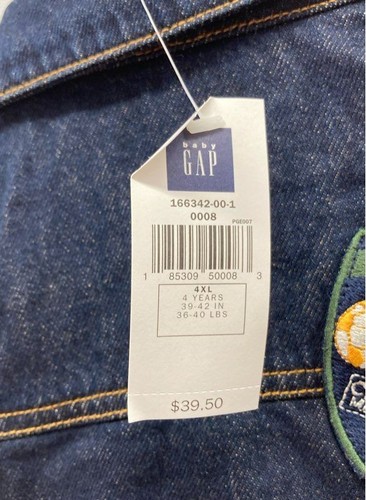 baby
GAP
166342-00-1
0008
PGE007
1 85309 50008 3
4XL
4 YEARS
39-42 IN
36-40 LBS
$39.50